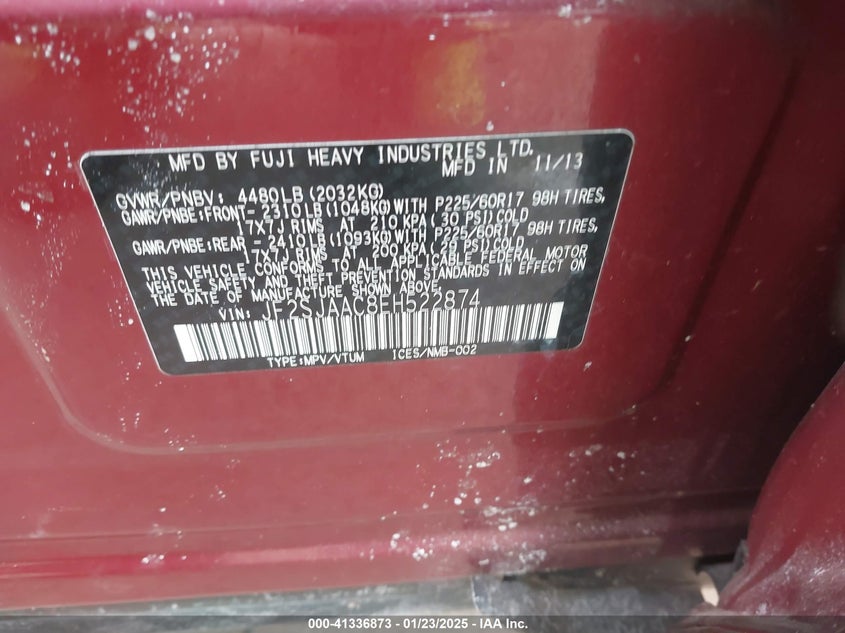 MFD BY FUJI HEAVY INDUSTRIES LTD.
MFD IN 11/13
GVWR/PNBV: 4480LB (2032KG)
GAWR/PNBE:FRONT- 2310LB (1048KG) WITH P225/60R17 98H TIRES,
17X7J RIMS AT 210 KPA (30 PSI) COLD
GAWR/PNBE:REAR - 2410LB (1093KG) WITH P225/60R17 98H TIRES,
17X7J RIMS AT 200 KPA (29 PSI) COLD
THIS VEHICLE CONFORMS TO ALL APPLICABLE FEDERAL MOTOR
VEHICLE SAFETY AND THEFT PREVENTION STANDARDS IN EFFECT ON
THE DATE OF MANUFACTURE SHOWN ABOVE.
VIN: JF2SJAAC8EH522874
TYPE:MPV/VTUM ICES/NMB-002
000-41336873 — 01/23/2025 — IAA Inc.